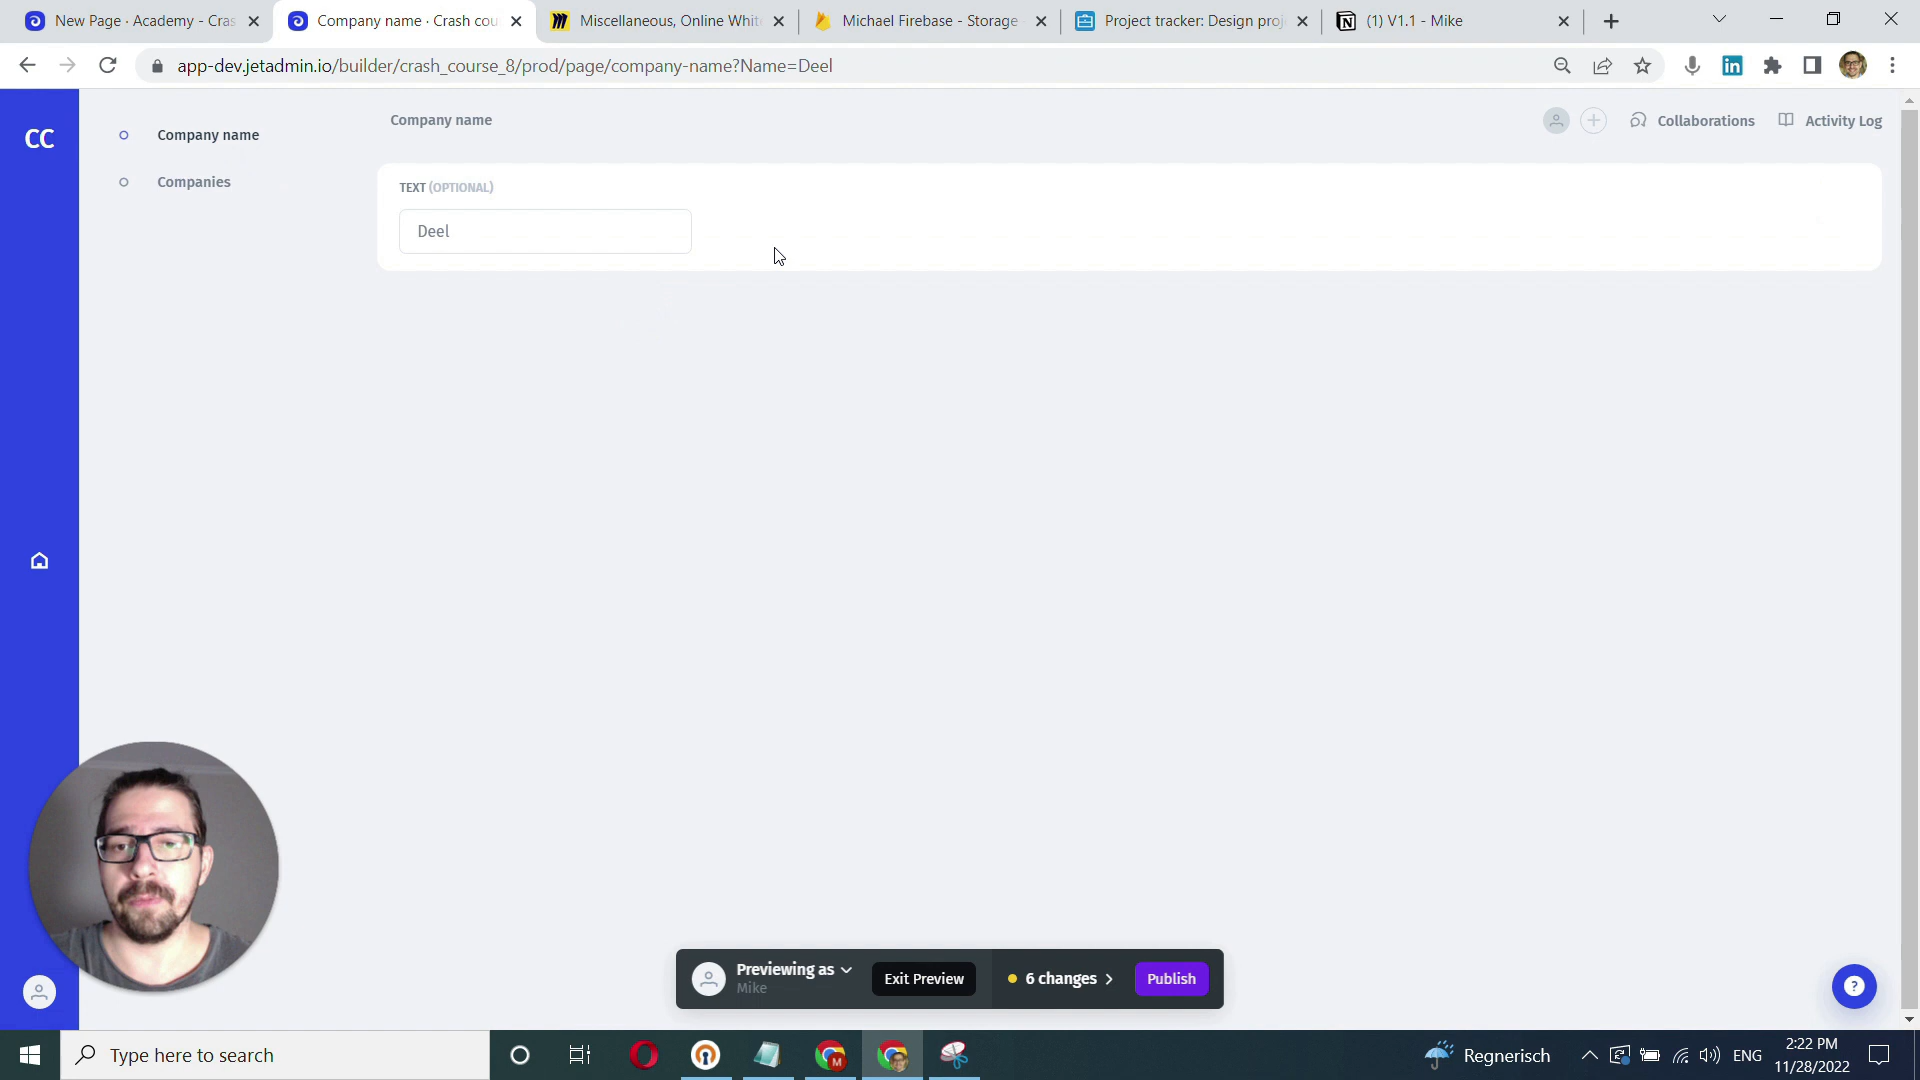 New Page · Academy - Cras
Company name · Crash cou
Miscellaneous, Online Whit
Michael Firebase - Storage
Project tracker: Design proj
(1) V1.1 - Mike
app-dev.jetadmin.io/builder/crash_course_8/prod/page/company-name?Name=Deel
CC
Company name
Companies
Company name
Collaborations
Activity Log
TEXT (OPTIONAL)
Deel
Previewing as
Mike
Exit Preview
6 changes
Publish
?
Type here to search
M
Regnerisch
ENG
2:22 PM
11/28/2022